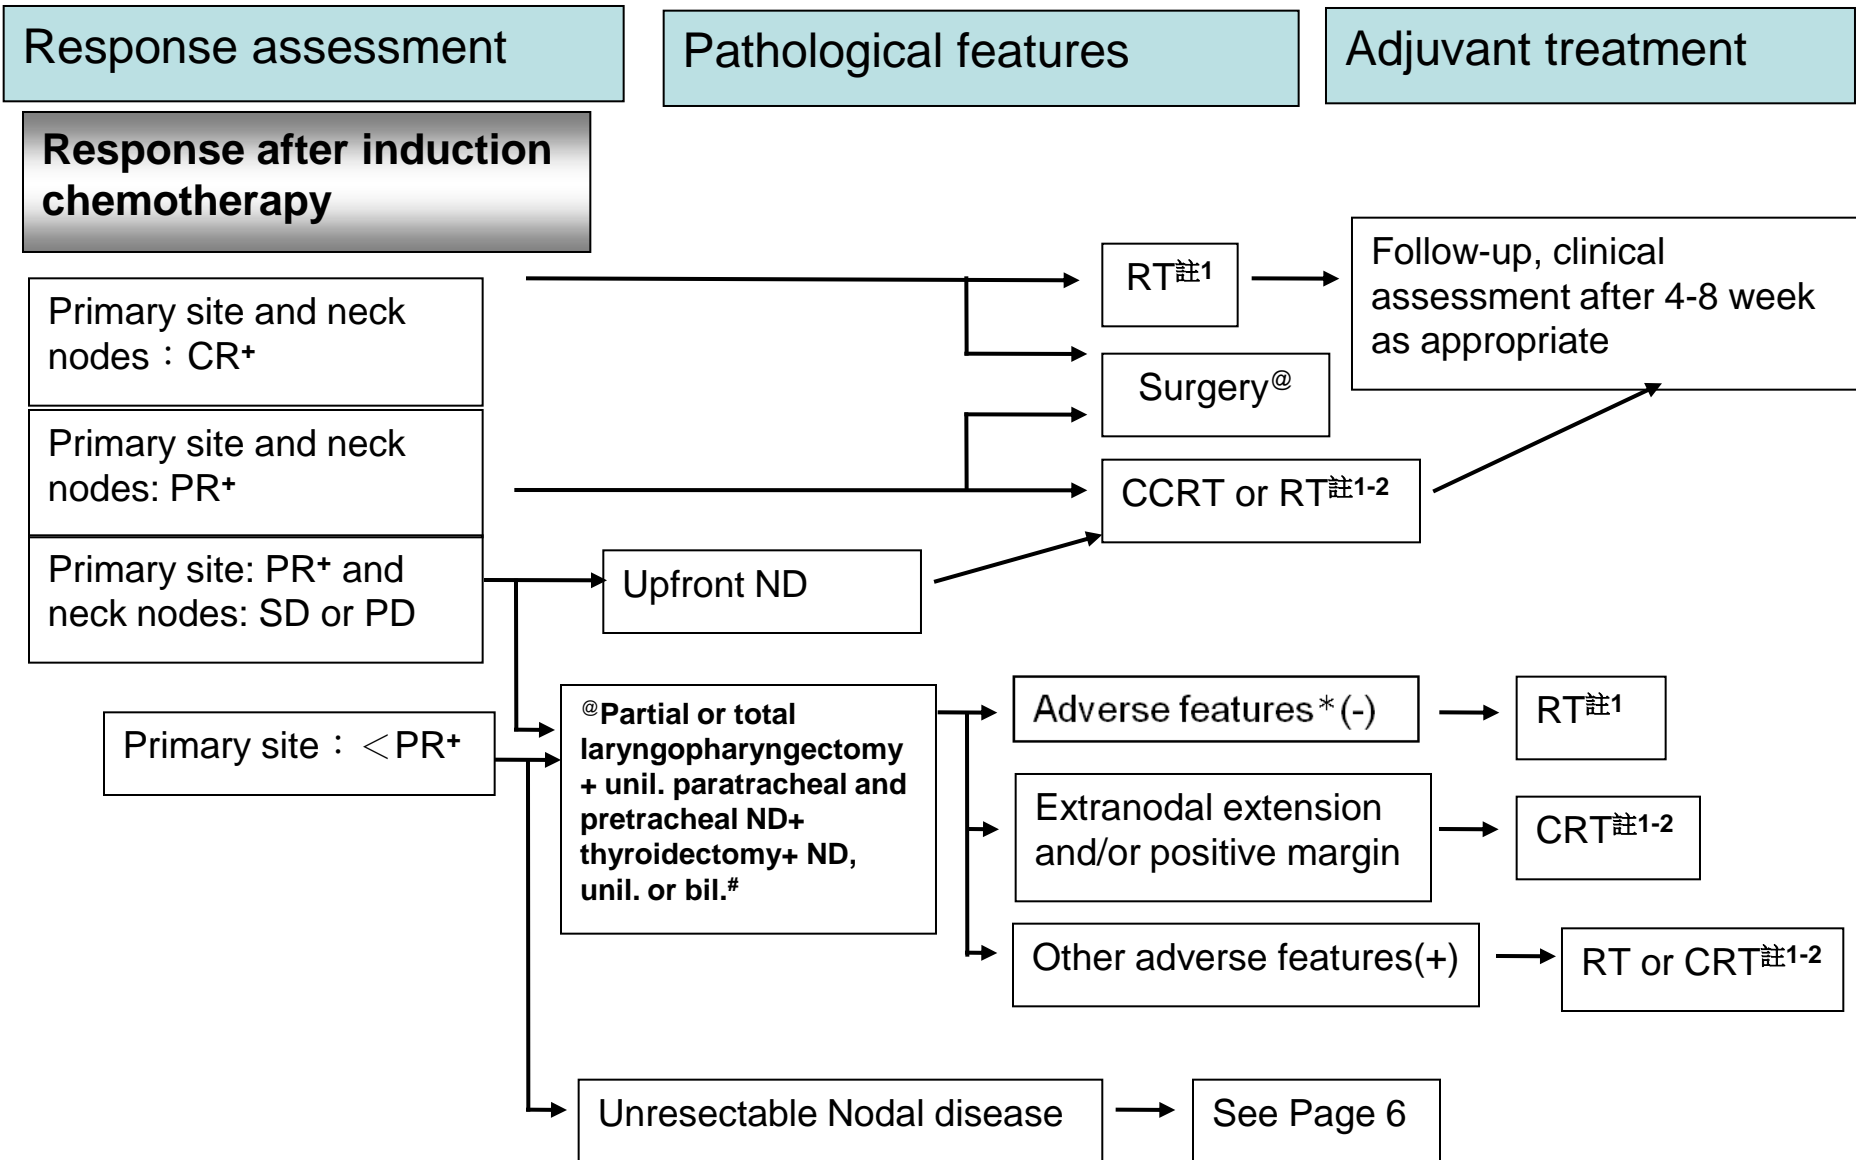 Response assessment
Pathological features
Adjuvant treatment
Response after induction
chemotherapy
Primary site and neck
nodes：CR+
RT註1
Follow-up, clinical
assessment after 4-8 week
as appropriate
Surgery@
Primary site and neck
nodes: PR+
CCRT or RT註1-2
Primary site: PR+ and
neck nodes: SD or PD
Upfront ND
Primary site：＜PR+
@Partial or total
laryngopharyngectomy
+ unil. paratracheal and
pretracheal ND+
thyroidectomy+ ND,
unil. or bil.#
Adverse features*(-)
RT註1
Extranodal extension
and/or positive margin
CRT註1-2
Other adverse features(+)
RT or CRT註1-2
Unresectable Nodal disease
See Page 6